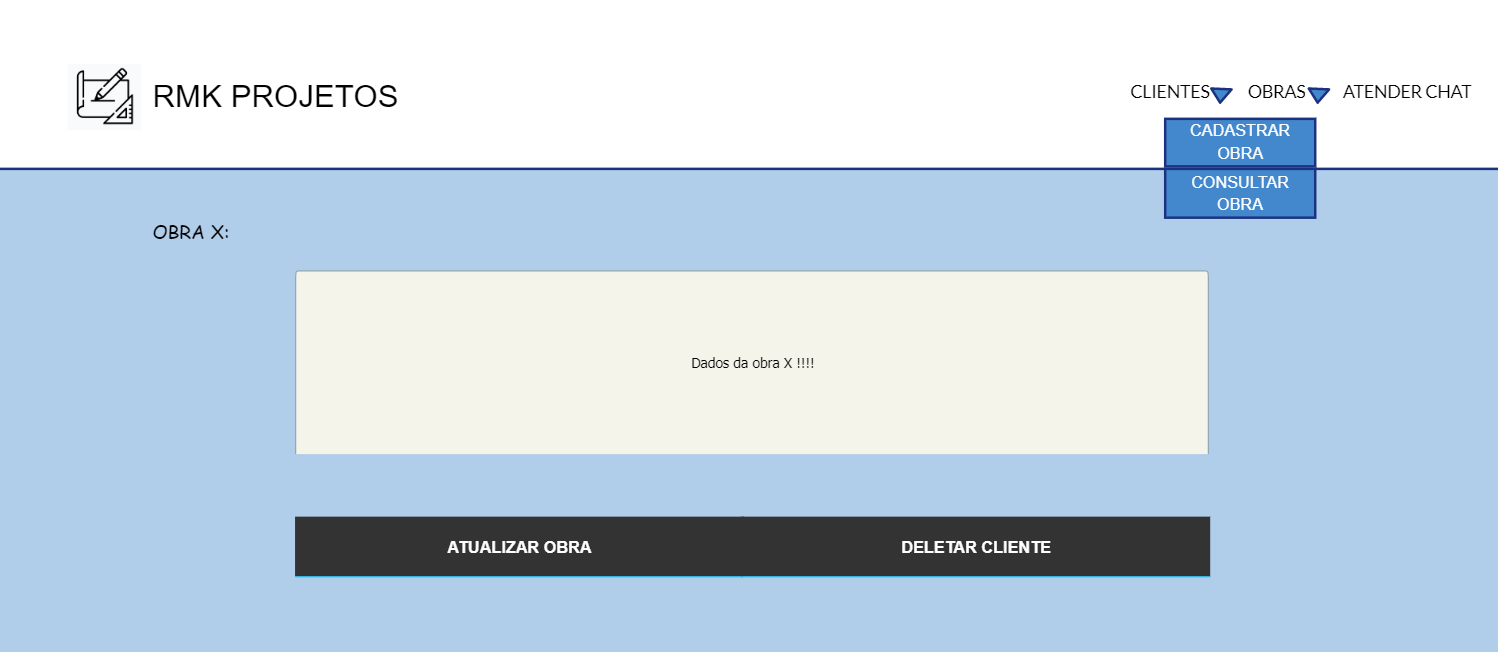 RMK PROJETOS
CLIENTES OBRAS ATENDER CHAT
CADASTRAR
OBRA
CONSULTAR
OBRA
OBRA X:
Dados da obra X !!!!
ATUALIZAR OBRA DELETAR CLIENTE